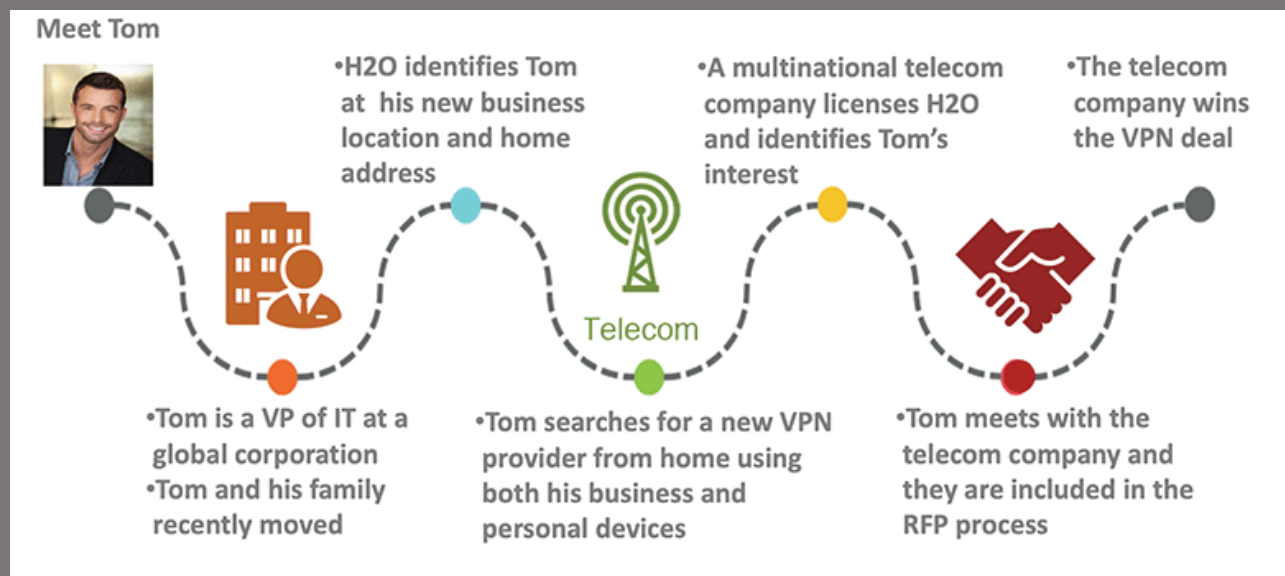 Meet Tom
•H2O identifies Tom
at his new business
location and home
address
•A multinational telecom
company licenses H2O
and identifies Tom's
interest
•The telecom
company wins
the VPN deal
Telecom
•Tom is a VP of IT at a
global corporation
•Tom and his family
recently moved
•Tom searches for a new VPN
provider from home using
both his business and
personal devices
•Tom meets with the
telecom company and
they are included in the
RFP process